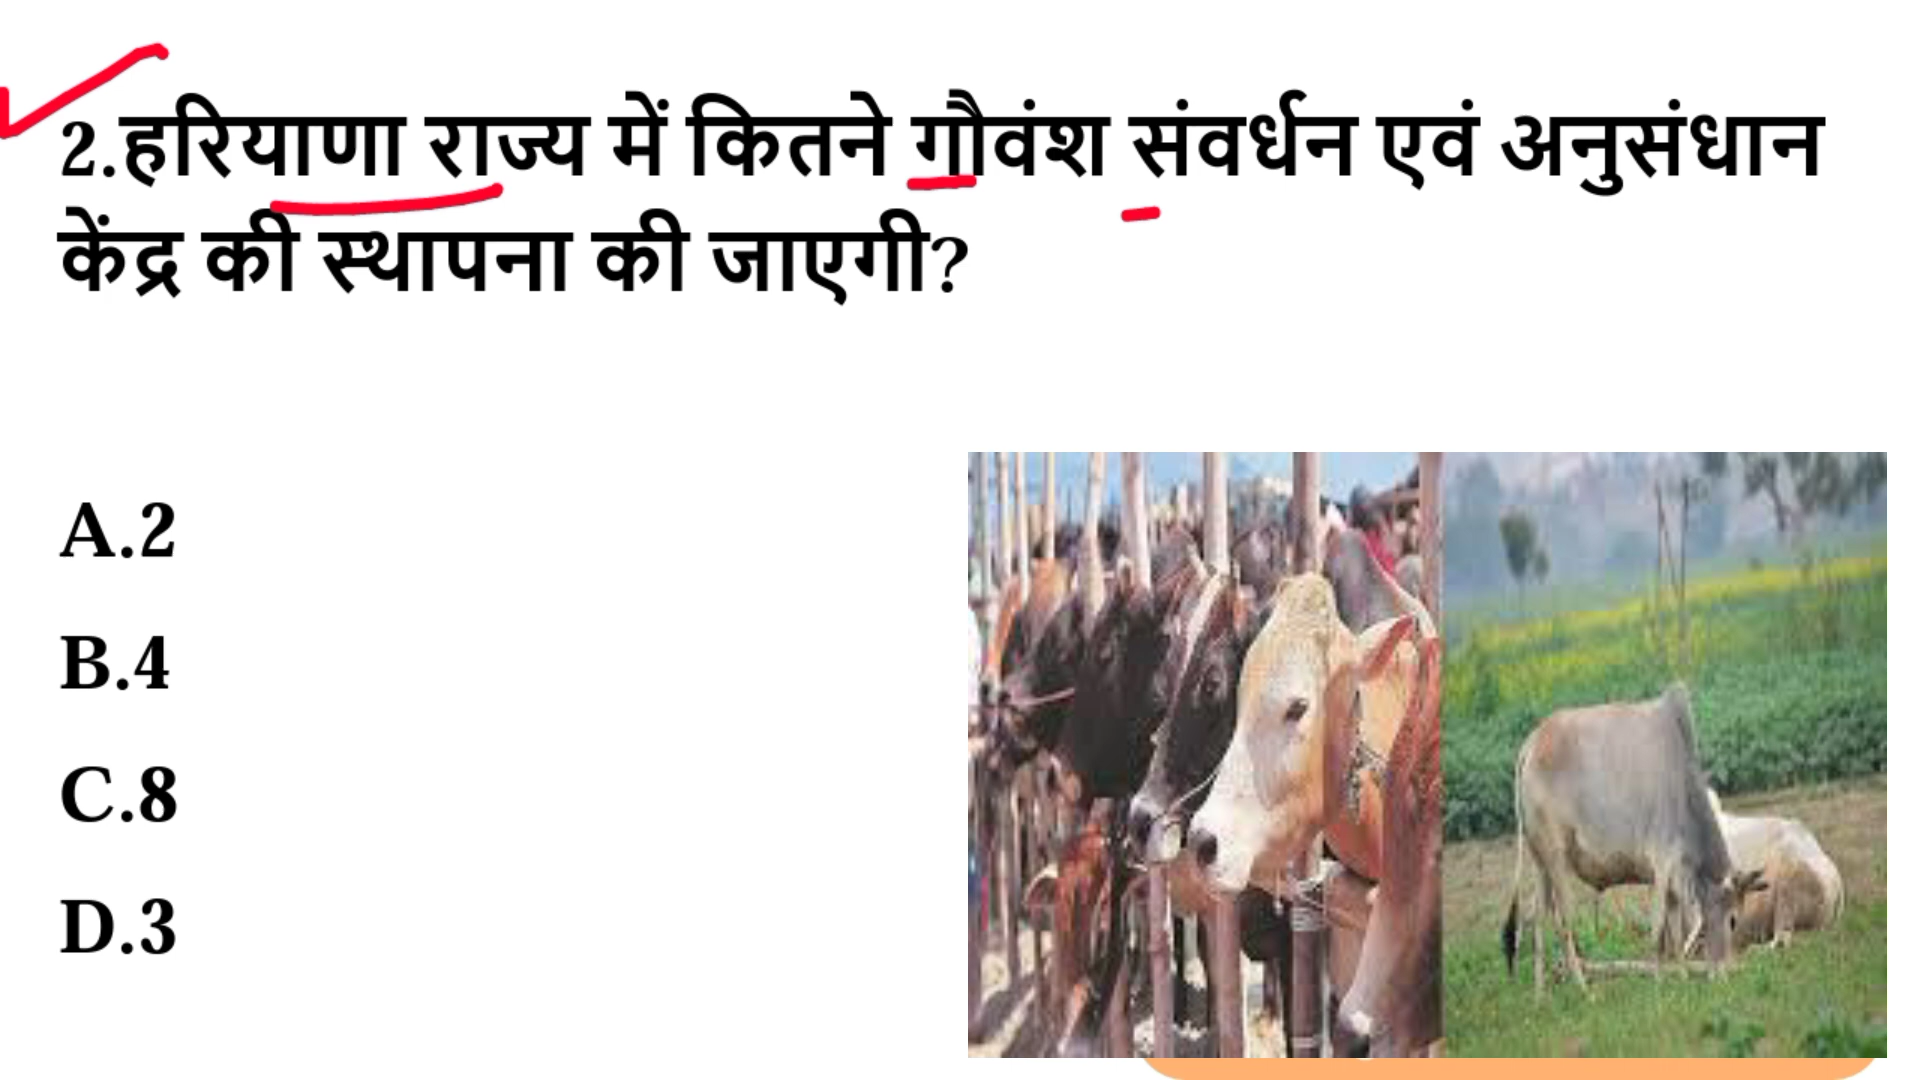 2.हरियाणा राज्य में कितने गौवंश संवर्धन एवं अनुसंधान
केंद्र की स्थापना की जाएगी?
A.2
B.4
C.8
D.3